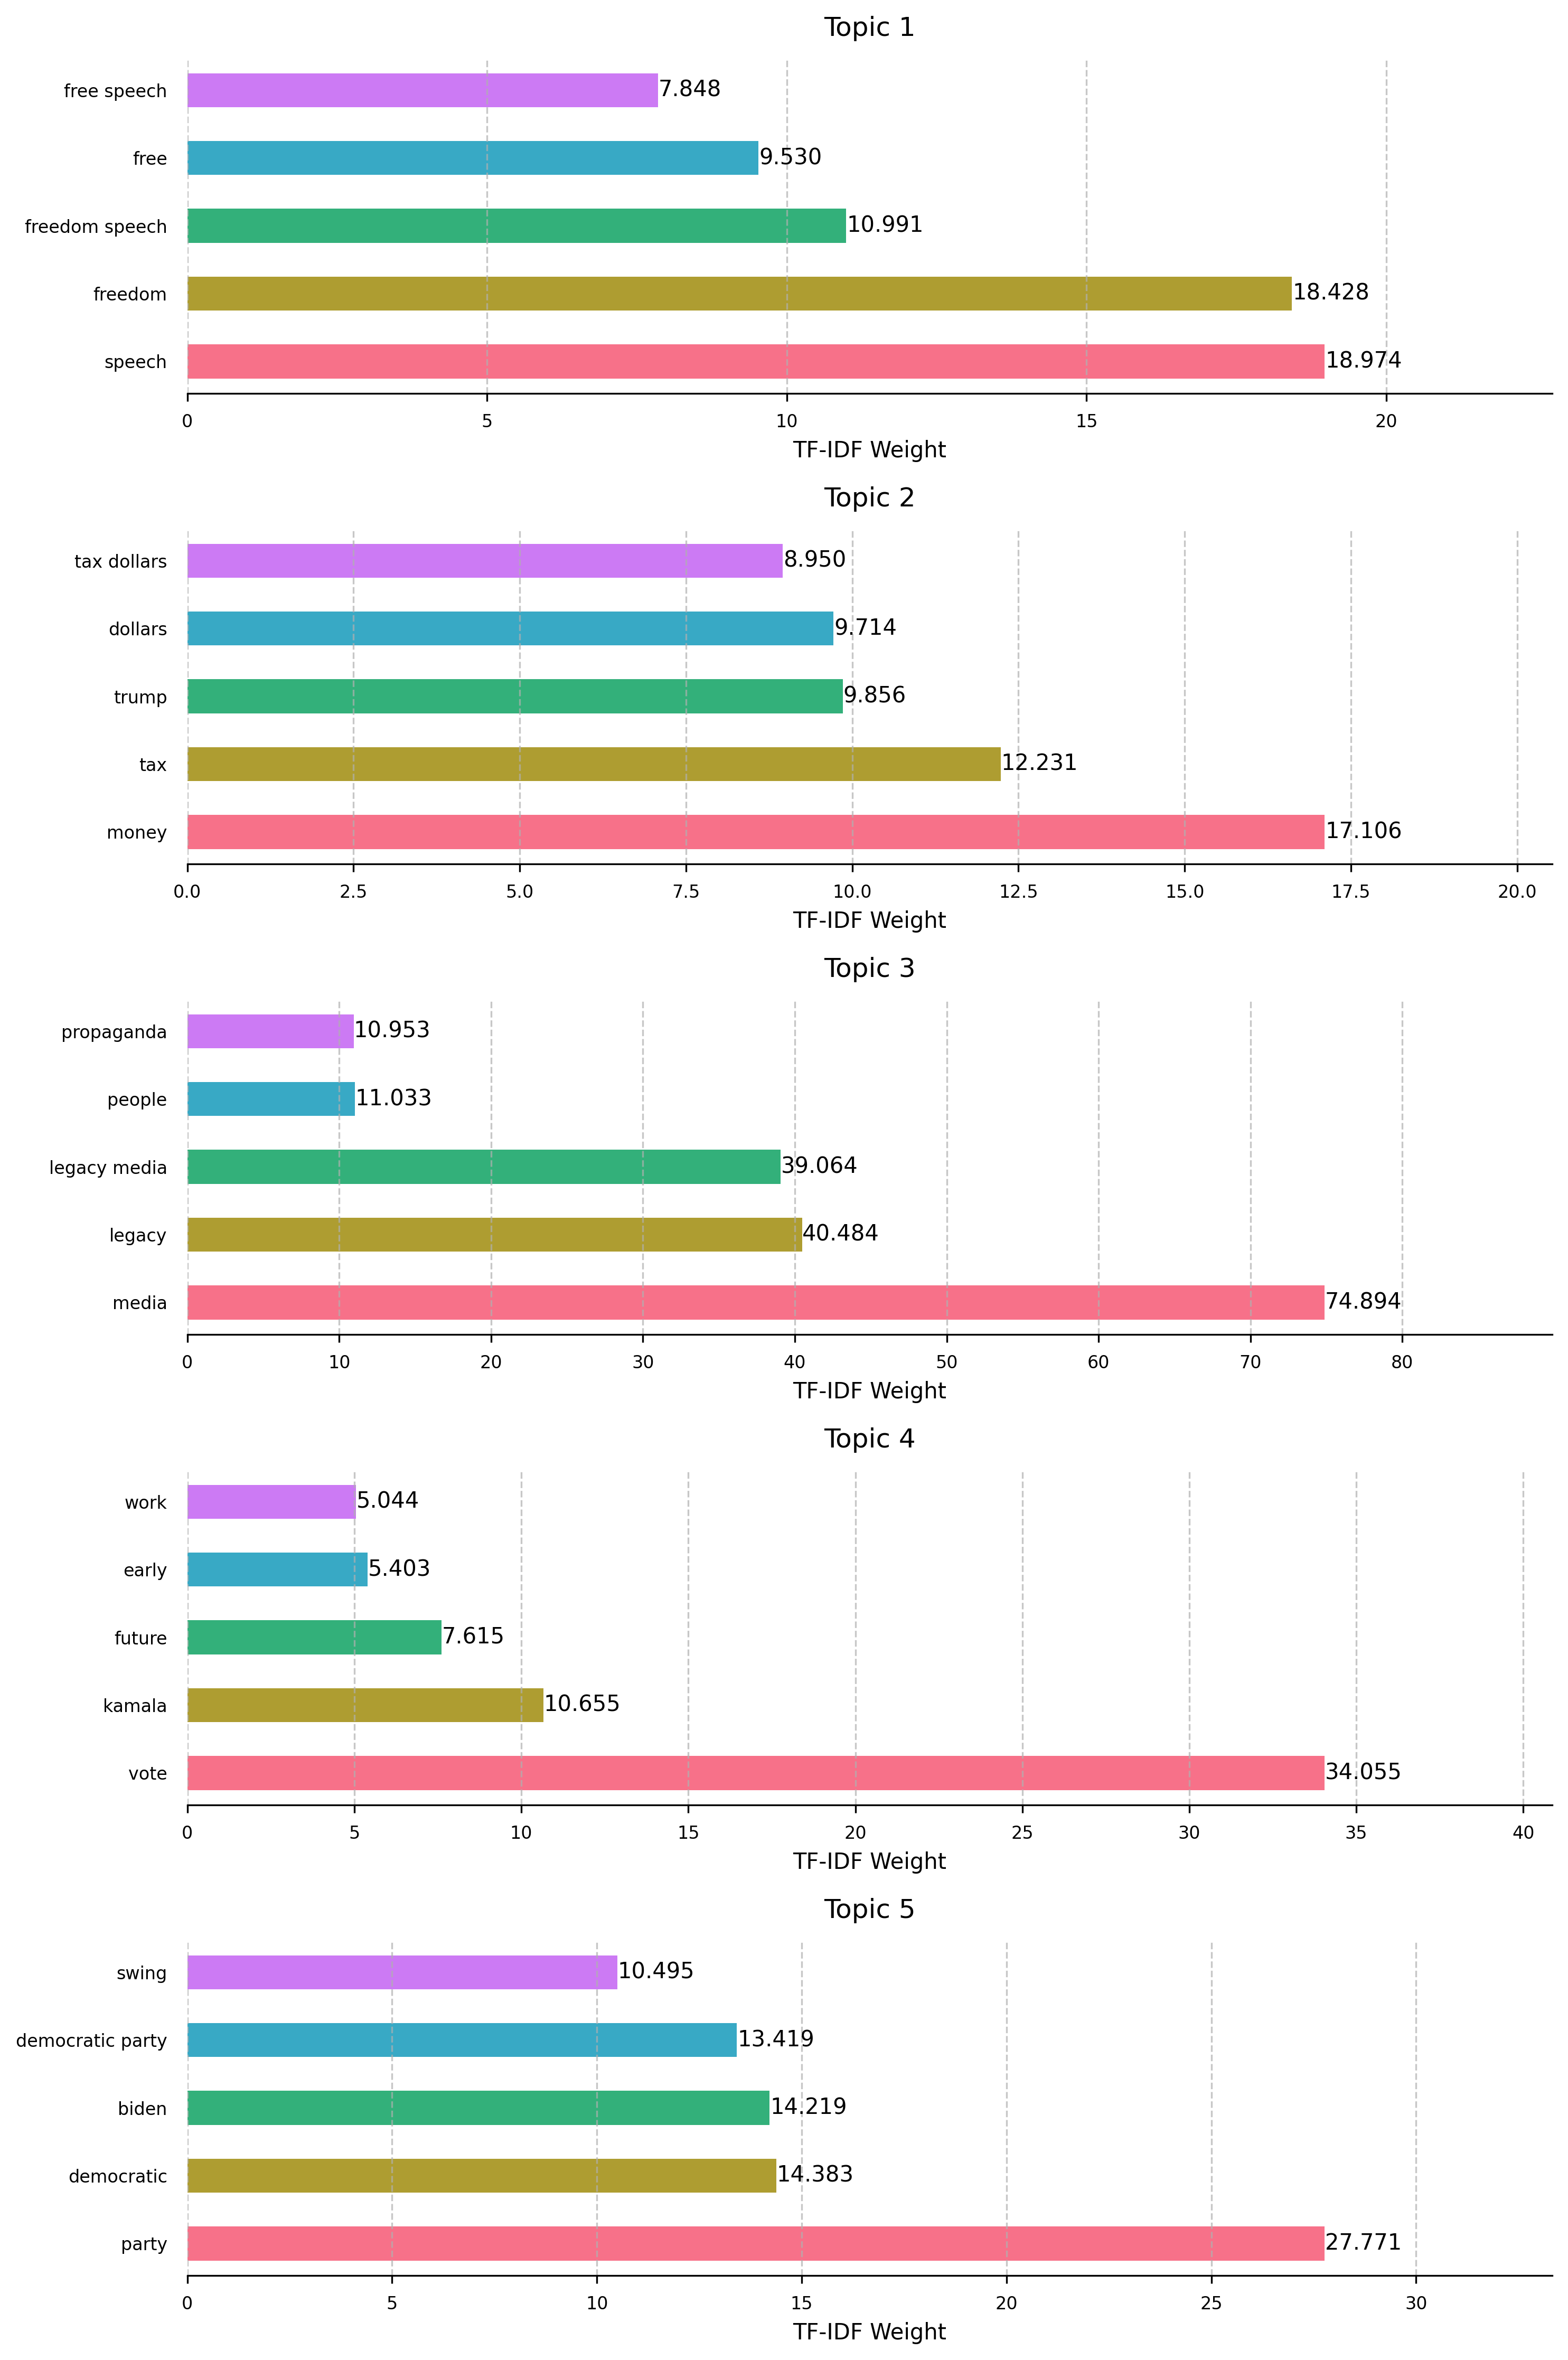 Topic 1
free speech 7.848
free 9.530
freedom speech 10.991
freedom 18.428
speech 18.974
0 5 10 15 20
TF-IDF Weight
Topic 2
tax dollars 8.950
dollars 9.714
trump 9.856
tax 12.231
money 17.106
0.0 2.5 5.0 7.5 10.0 12.5 15.0 17.5 20.0
TF-IDF Weight
Topic 3
propaganda 10.953
people 11.033
legacy media 39.064
legacy 40.484
media 74.894
0 10 20 30 40 50 60 70 80
TF-IDF Weight
Topic 4
work 5.044
early 5.403
future 7.615
kamala 10.655
vote 34.055
0 5 10 15 20 25 30 35 40
TF-IDF Weight
Topic 5
swing 10.495
democratic party 13.419
biden 14.219
democratic 14.383
party 27.771
0 5 10 15 20 25 30
TF-IDF Weight